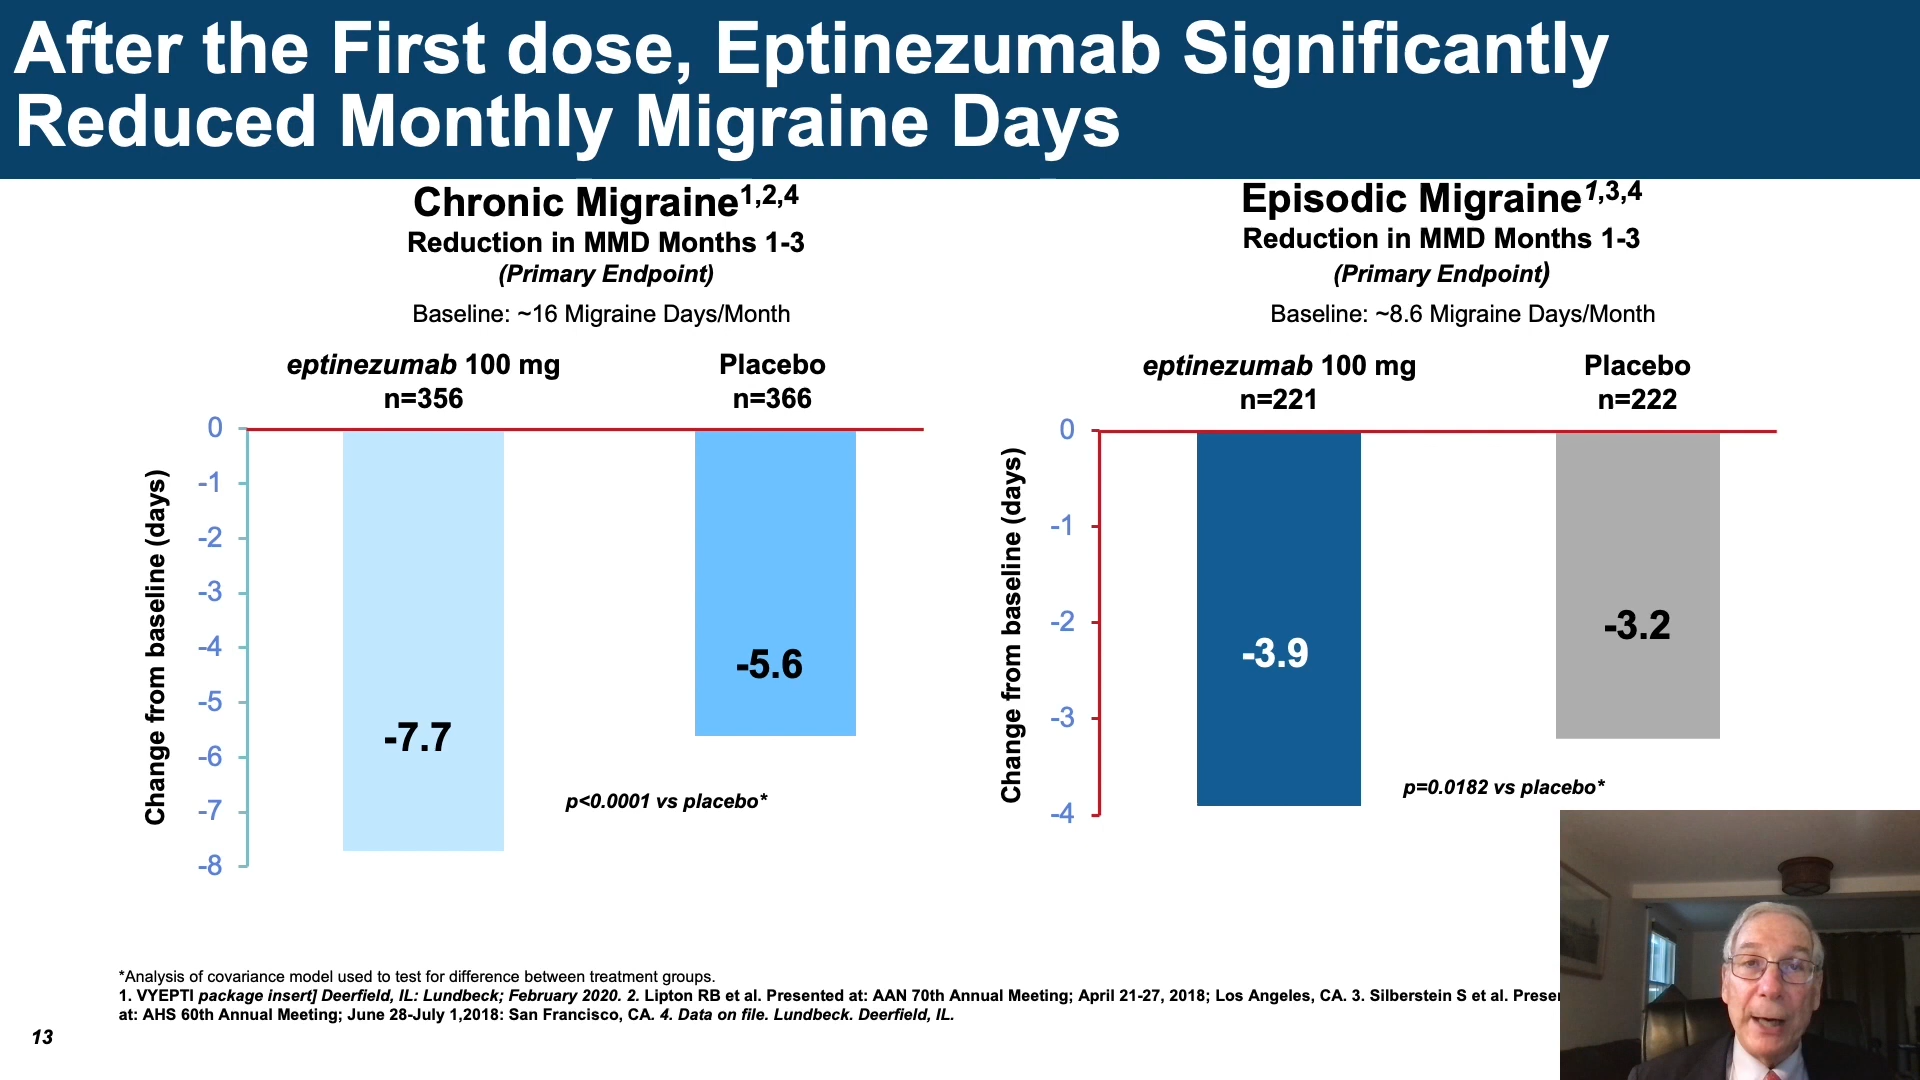 After the First dose, Eptinezumab Significantly
Reduced Monthly Migraine Days
Chronic Migraine1,2,4
Reduction in MMD Months 1-3
(Primary Endpoint)
Baseline: ~16 Migraine Days/Month
eptinezumab 100 mg
n=356
Placebo
n=366
Change from baseline (days)
0
-1
-2
-3
-4
-5
-6
-7
-8
-7.7
-5.6
p<0.0001 vs placebo*
Episodic Migraine1,3,4
Reduction in MMD Months 1-3
(Primary Endpoint)
Baseline: ~8.6 Migraine Days/Month
eptinezumab 100 mg
n=221
Placebo
n=222
Change from baseline (days)
0
-1
-2
-3
-4
-3.9
-3.2
p=0.0182 vs placebo*
*Analysis of covariance model used to test for difference between treatment groups.
1. VYEPTI package insert] Deerfield, IL: Lundbeck; February 2020. 2. Lipton RB et al. Presented at: AAN 70th Annual Meeting; April 21-27, 2018; Los Angeles, CA. 3. Silberstein S et al.
at: AHS 60th Annual Meeting; June 28-July 1,2018: San Francisco, CA. 4. Data on file. Lundbeck. Deerfield, IL.
13